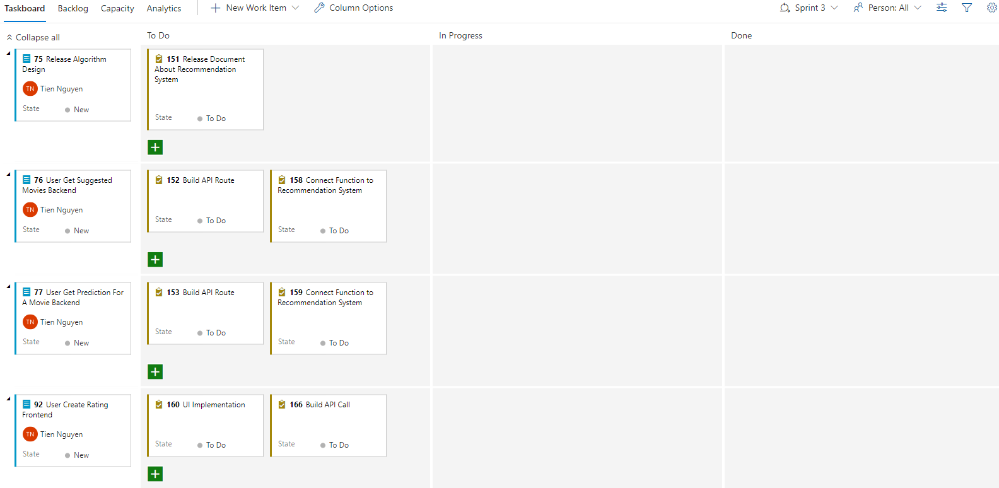 Taskboard Backlog Capacity Analytics New Work Item Column Options Sprint 3 Person: All
Collapse all To Do In Progress Done
75 Release Algorithm
Design
TN Tien Nguyen
State New
151 Release Document
About Recommendation
System
State To Do
76 User Get Suggested
Movies Backend
TN Tien Nguyen
State New
152 Build API Route
State To Do
158 Connect Function to
Recommendation System
State To Do
77 User Get Prediction For
A Movie Backend
TN Tien Nguyen
State New
153 Build API Route
State To Do
159 Connect Function to
Recommendation System
State To Do
92 User Create Rating
Frontend
TN Tien Nguyen
State New
160 UI Implementation
State To Do
166 Build API Call
State To Do